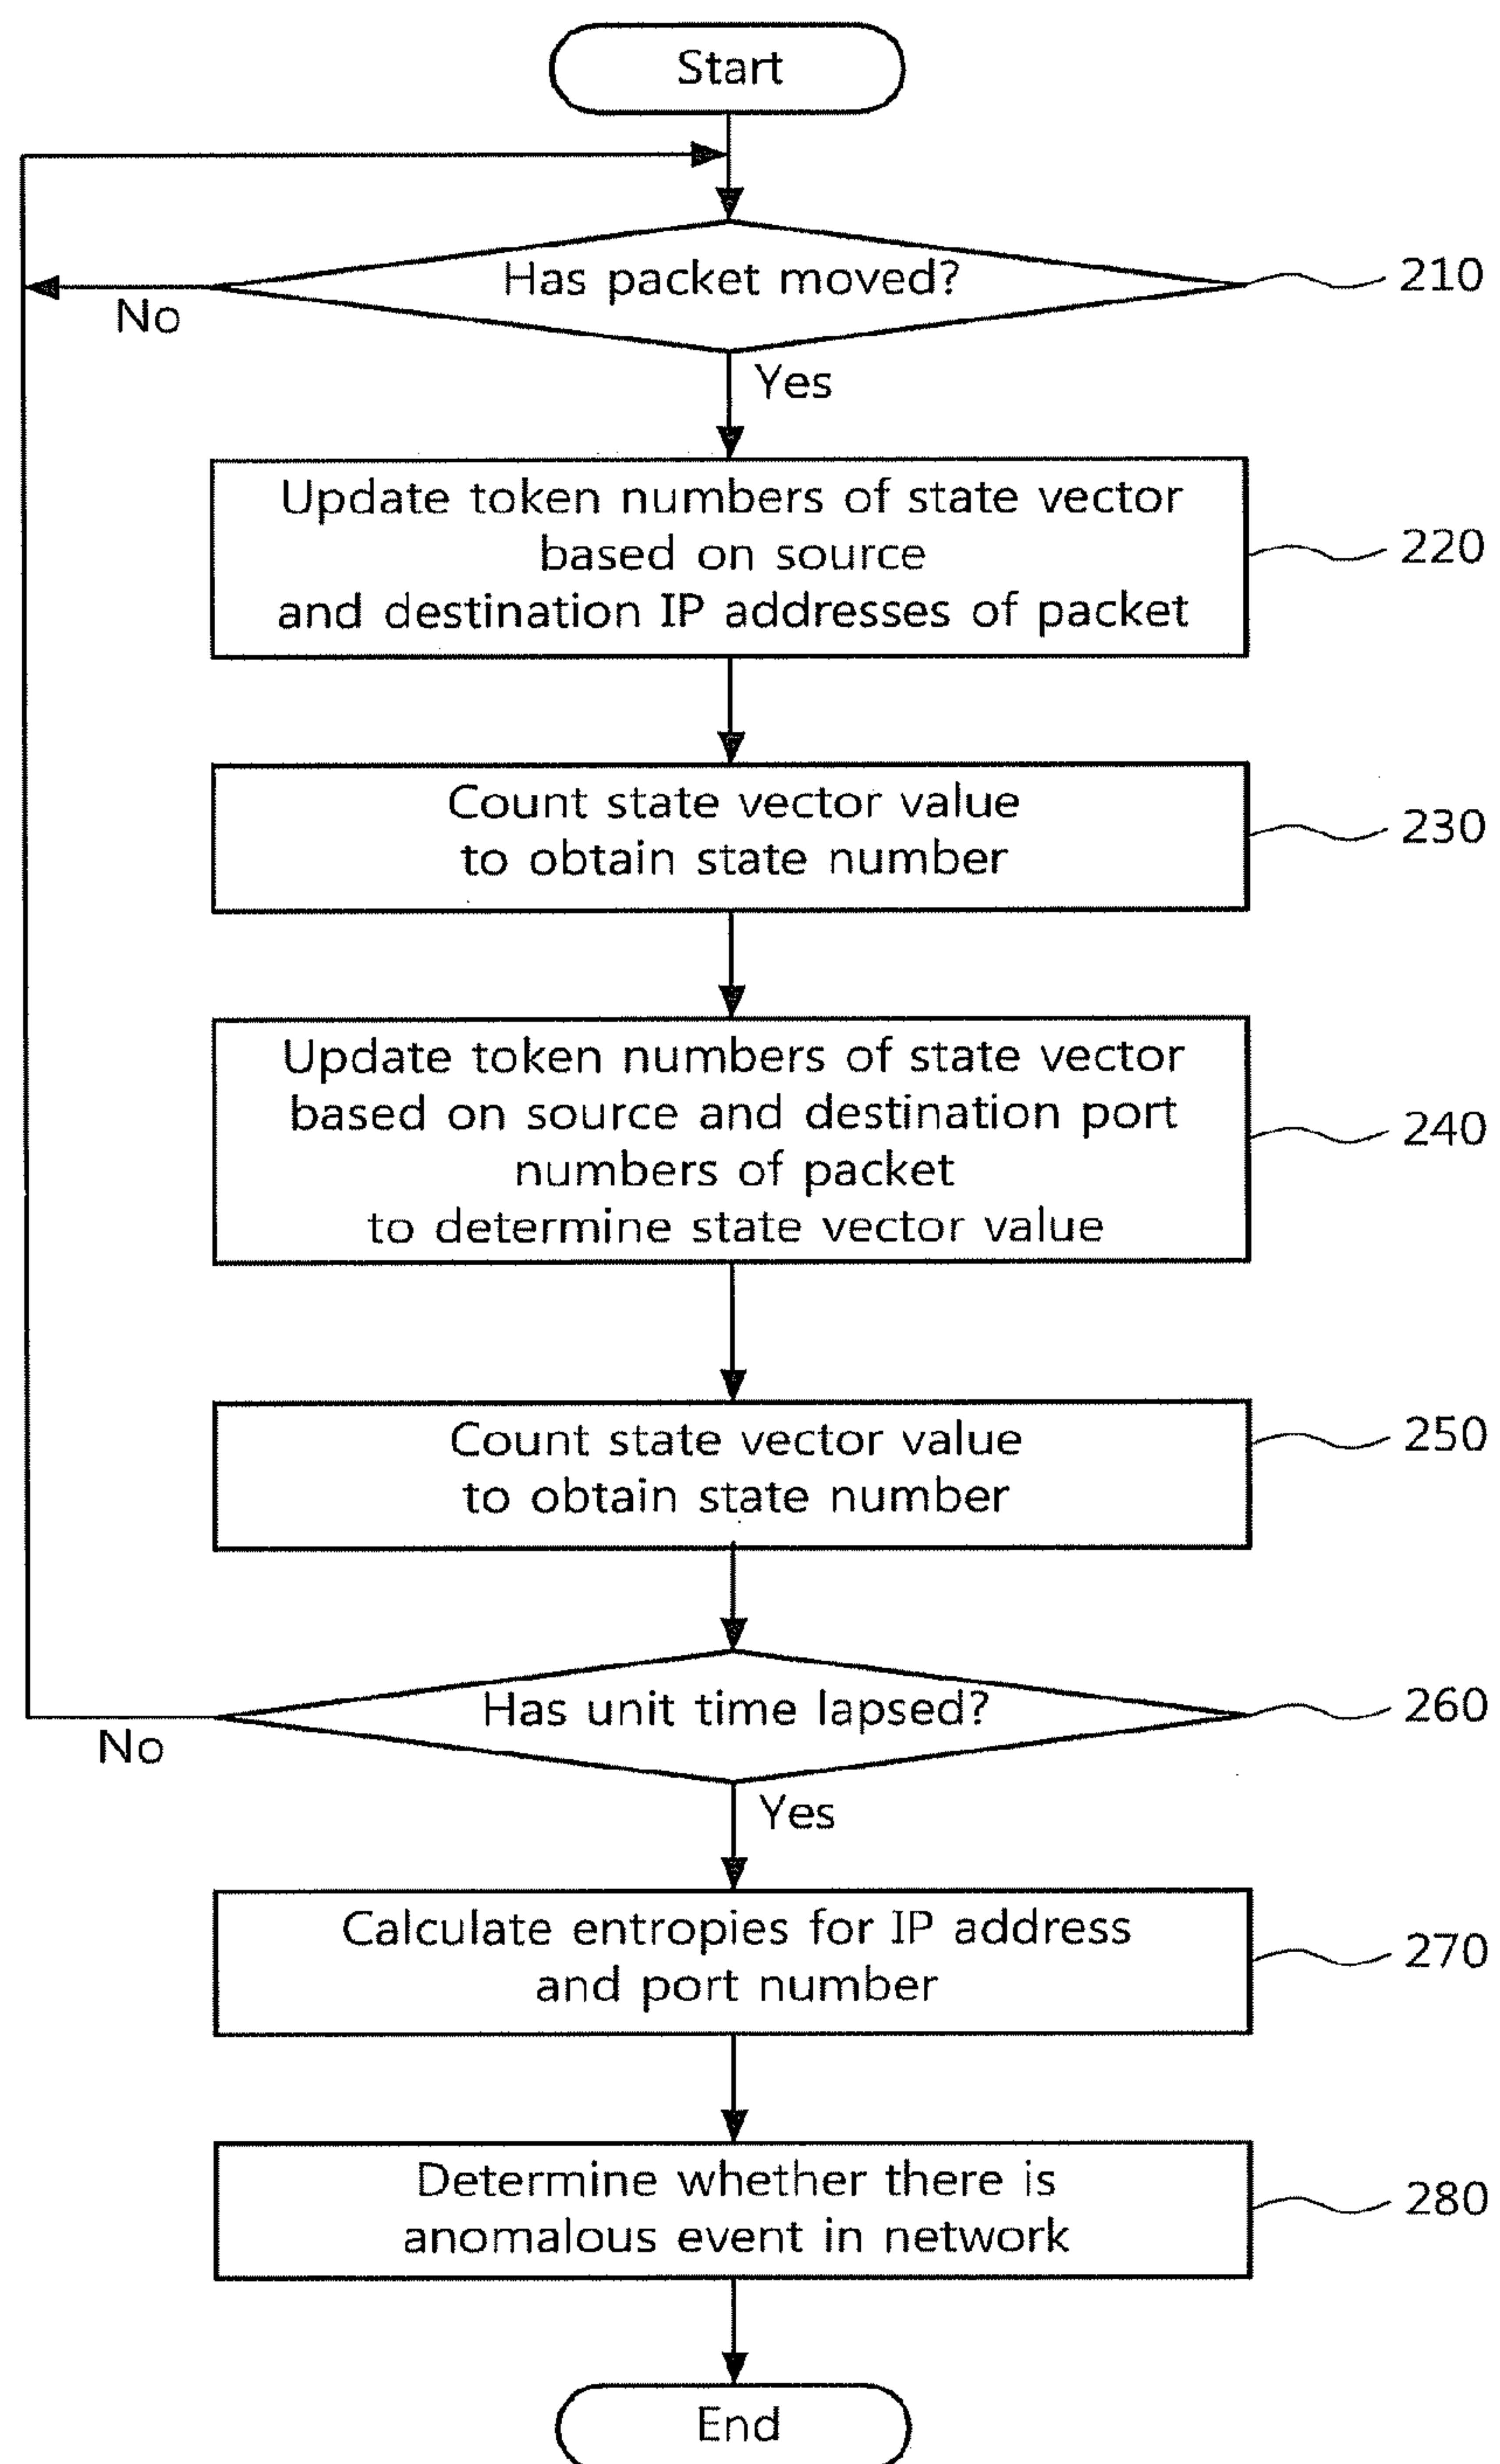 Start
Has packet moved?
210
No
Yes
Update token numbers of state vector
based on source
and destination IP addresses of packet
220
Count state vector value
to obtain state number
230
Update token numbers of state vector
based on source and destination port
numbers of packet
to determine state vector value
240
Count state vector value
to obtain state number
250
Has unit time lapsed?
260
No
Yes
Calculate entropies for IP address
and port number
270
Determine whether there is
anomalous event in network
280
End